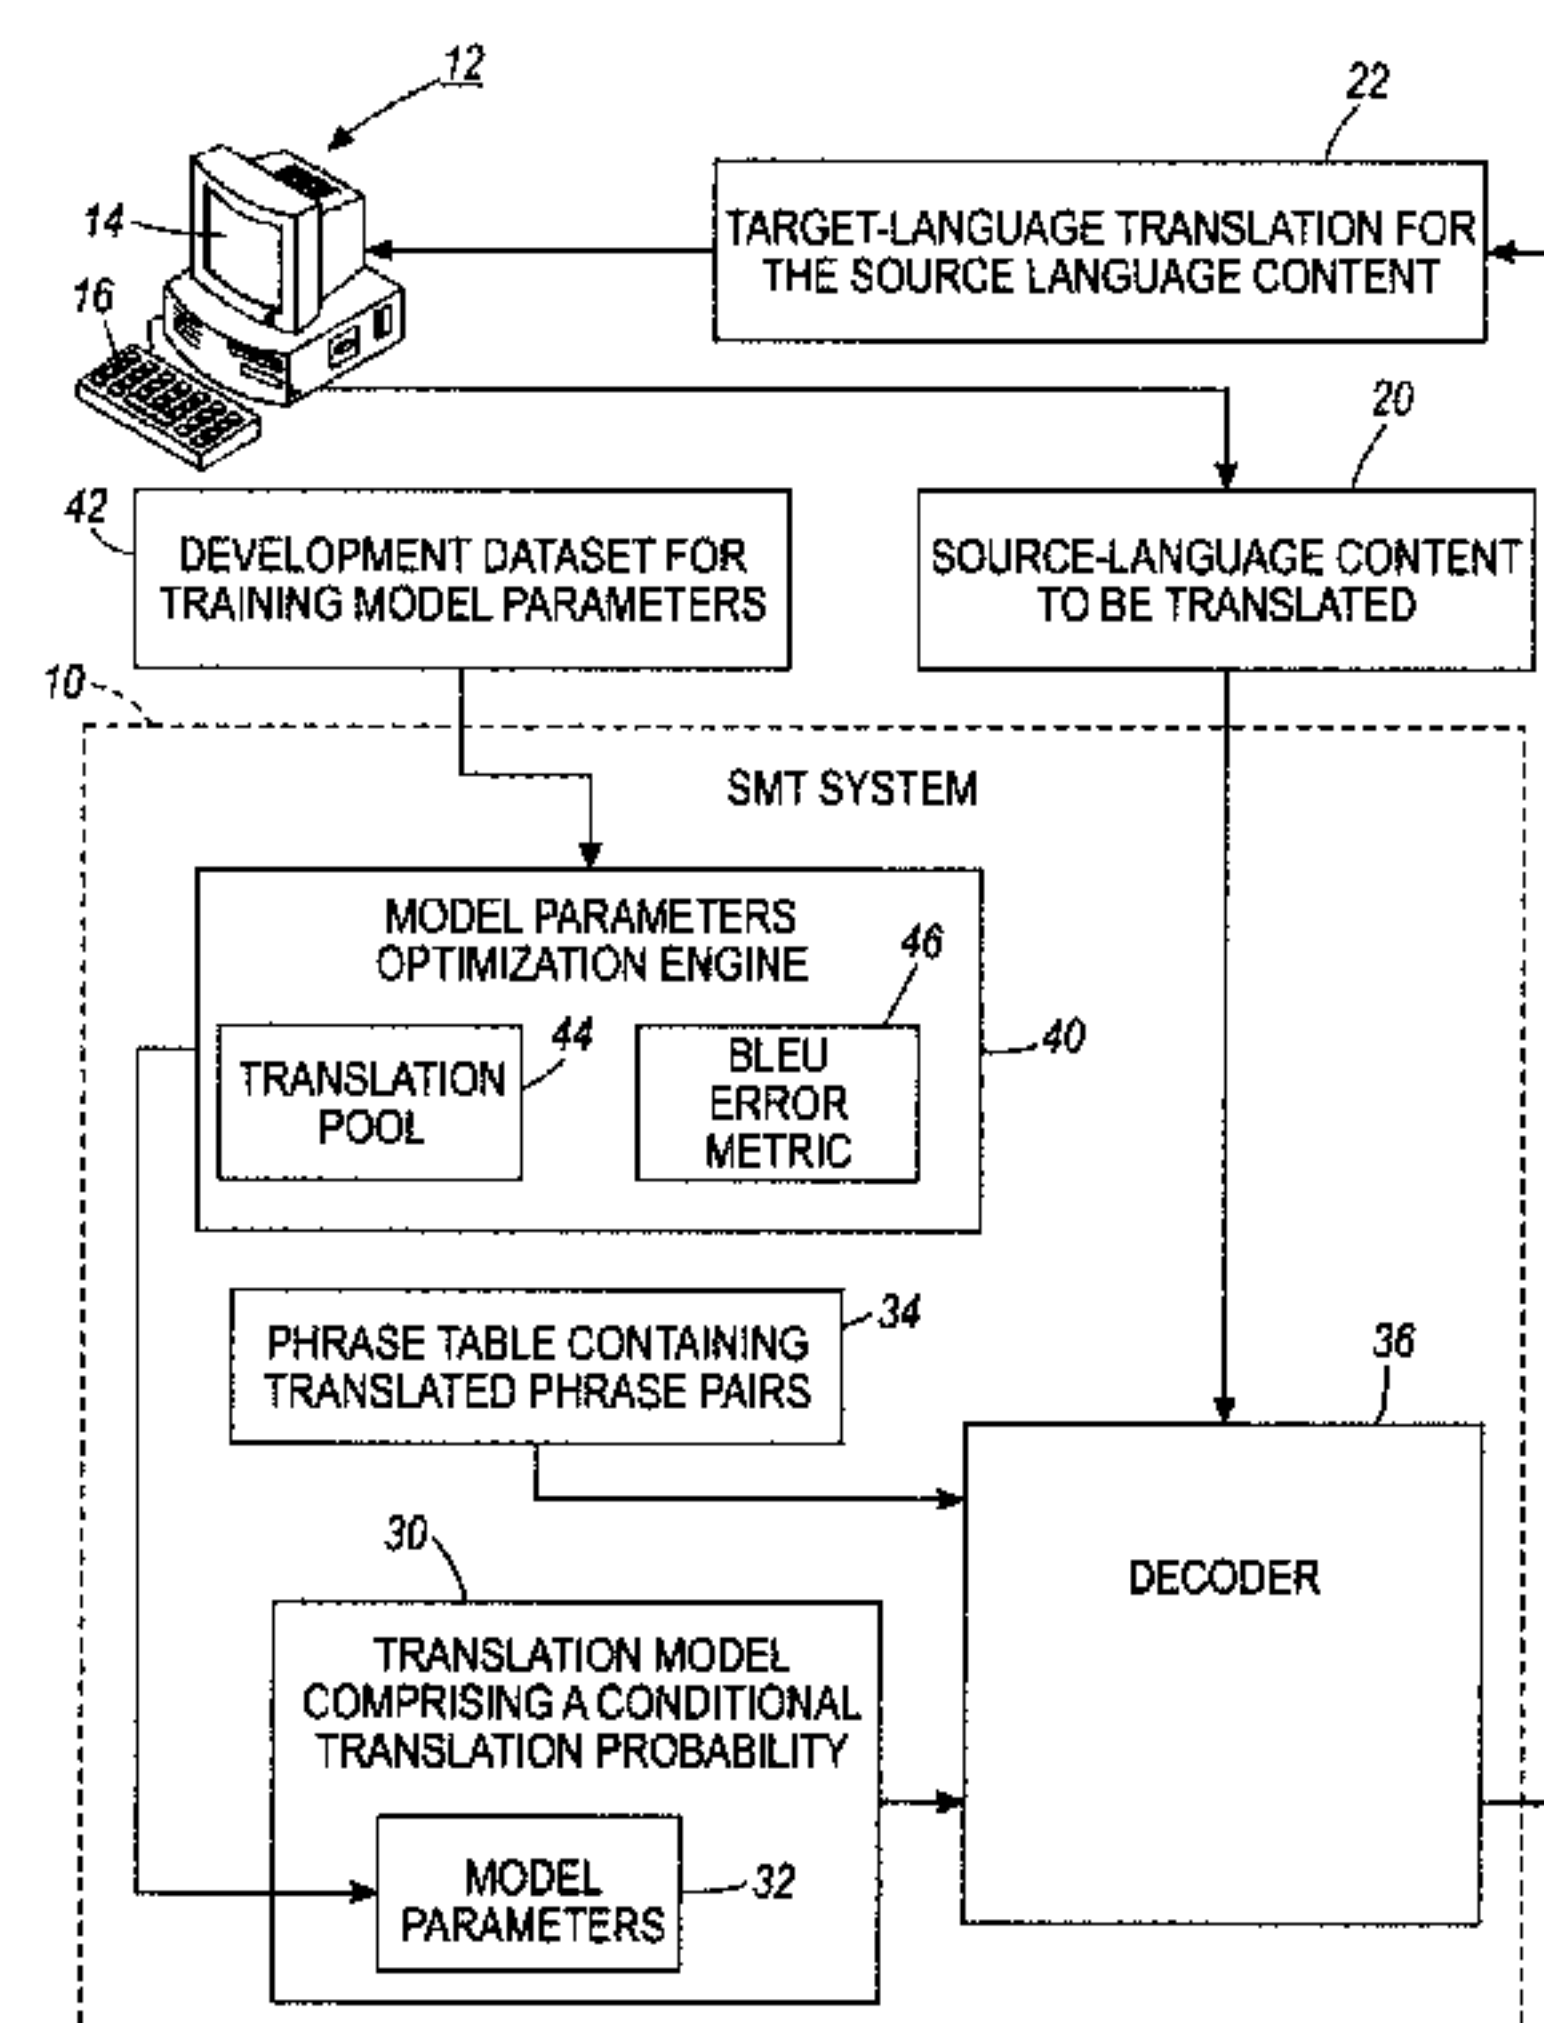 12
22
14
TARGET-LANGUAGE TRANSLATION FOR
THE SOURCE LANGUAGE CONTENT
16
20
42
DEVELOPMENT DATASET FOR
TRAINING MODEL PARAMETERS
SOURCE-LANGUAGE CONTENT
TO BE TRANSLATED
10
SMT SYSTEM
MODEL PARAMETERS
OPTIMIZATION ENGINE
46
44
40
TRANSLATION
POOL
BLEU
ERROR
METRIC
34
PHRASE TABLE CONTAINING
TRANSLATED PHRASE PAIRS
36
30
DECODER
TRANSLATION MODEL
COMPRISING A CONDITIONAL
TRANSLATION PROBABILITY
MODEL
PARAMETERS
32